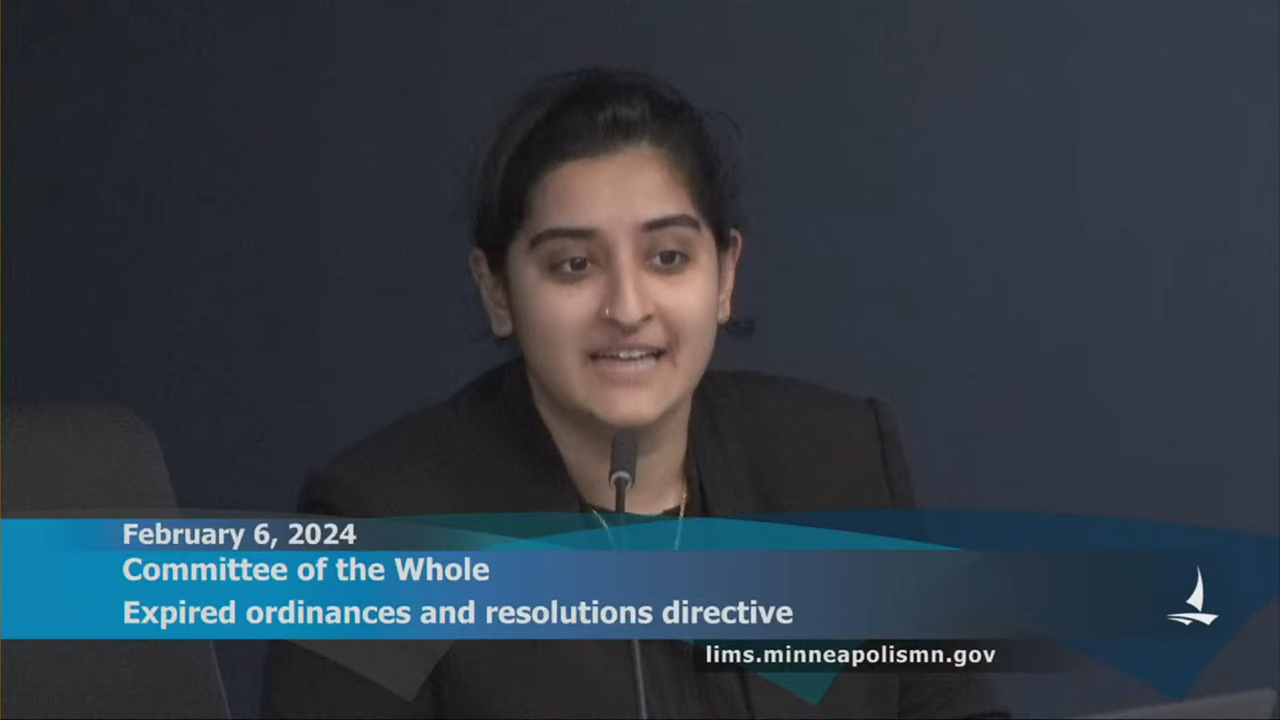 February 6, 2024
Committee of the Whole
Expired ordinances and resolutions directive
lims.minneapolismn.gov